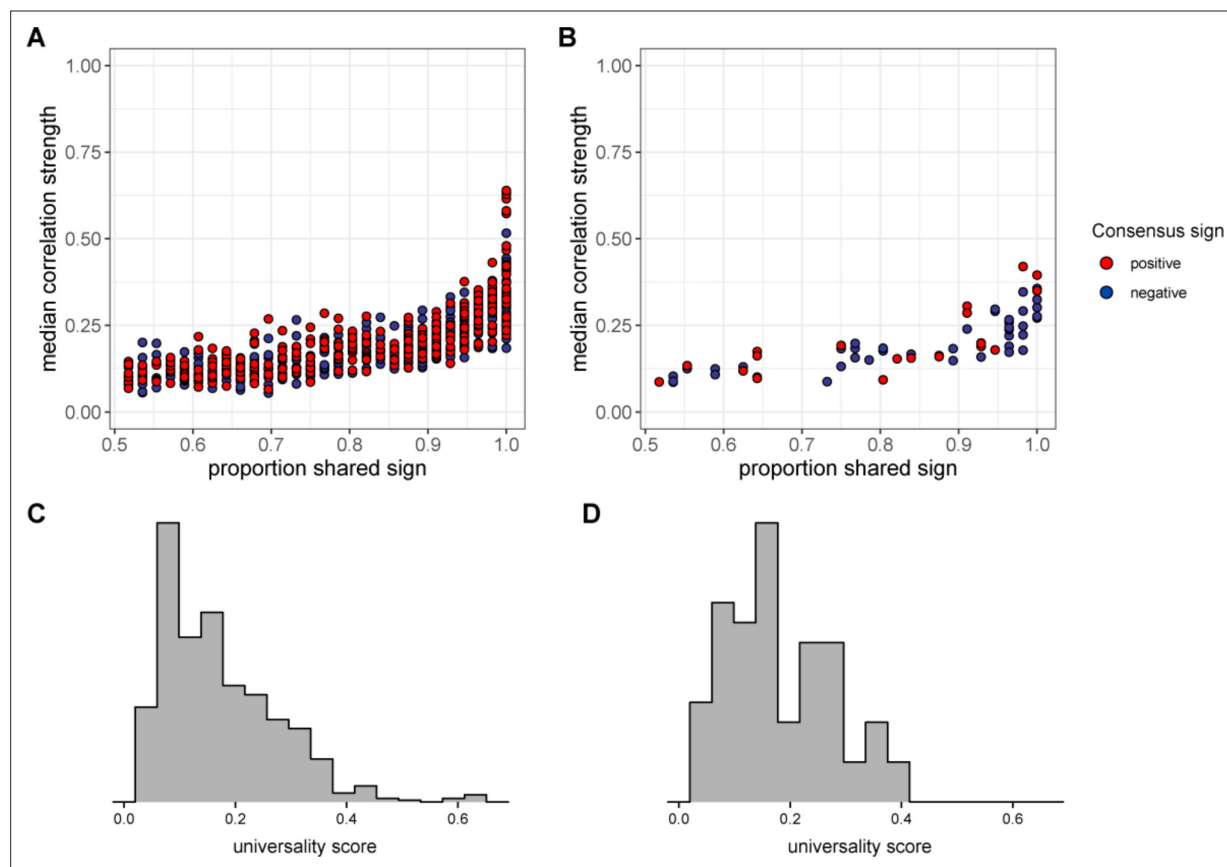 A
median correlation strength
1.00
0.75
0.50
0.25
0.00
0.5 0.6 0.7 0.8 0.9 1.0
proportion shared sign
B
median correlation strength
1.00
0.75
0.50
0.25
0.00
0.5 0.6 0.7 0.8 0.9 1.0
proportion shared sign
Consensus sign
positive
negative
C
0.0 0.2 0.4 0.6
universality score
D
0.0 0.2 0.4 0.6
universality score